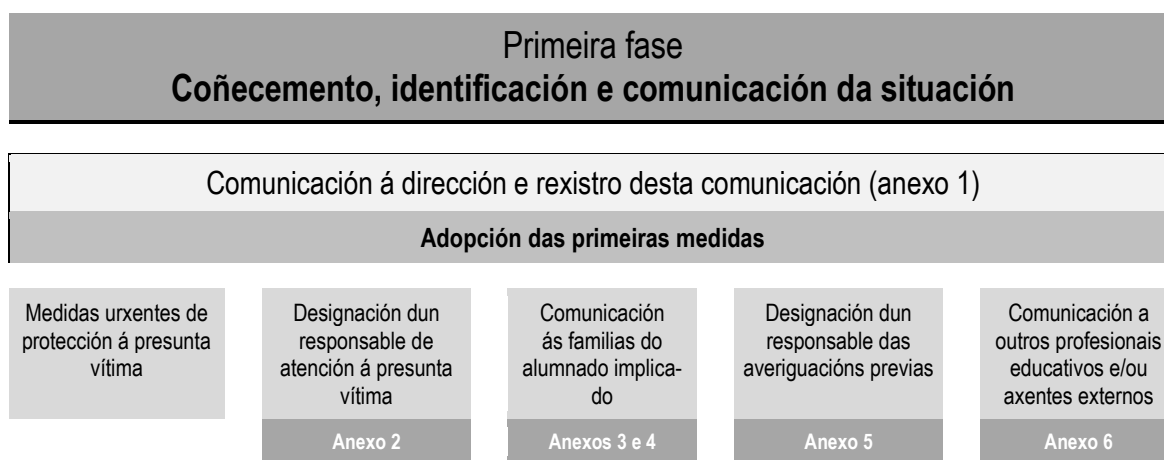 Primeira fase
Coñecemento, identificación e comunicación da situación
Comunicación á dirección e rexistro desta comunicación (anexo 1)
Adopción das primeiras medidas
Medidas urxentes de
protección á presunta
vítima
Designación dun
responsable de
atención á presunta
vítima
Anexo 2
Comunicación
ás familias do
alumnado implica-
do
Anexos 3 e 4
Designación dun
responsable das
averiguacións previas
Anexo 5
Comunicación a
outros profesionais
educativos e/ou
axentes externos
Anexo 6